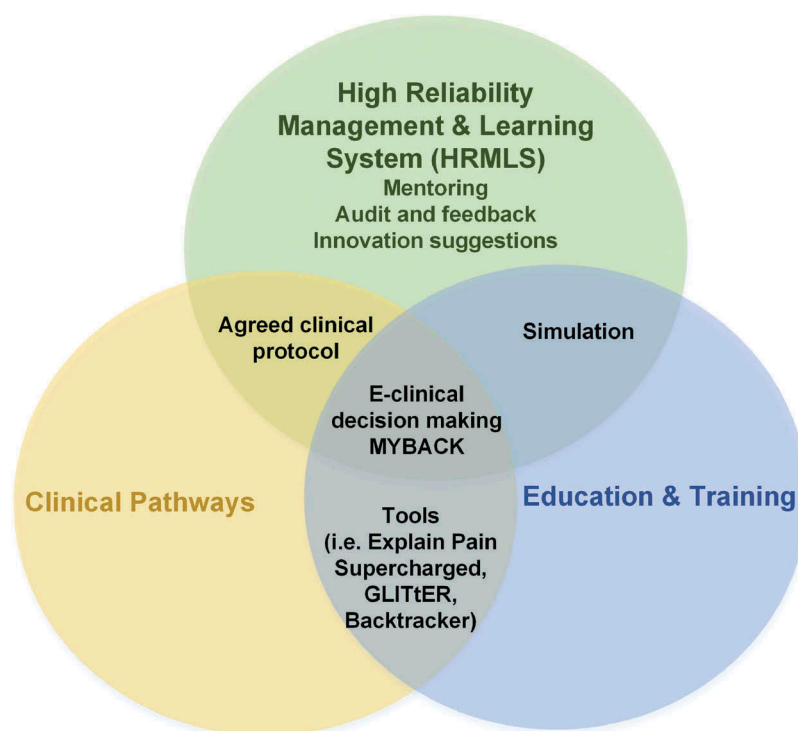 High Reliability
Management & Learning
System (HRMLS)
Mentoring
Audit and feedback
Innovation suggestions
Agreed clinical
protocol
Simulation
E-clinical
decision making
MYBACK
Clinical Pathways
Education & Training
Tools
(i.e. Explain Pain
Supercharged,
GLITtER,
Backtracker)